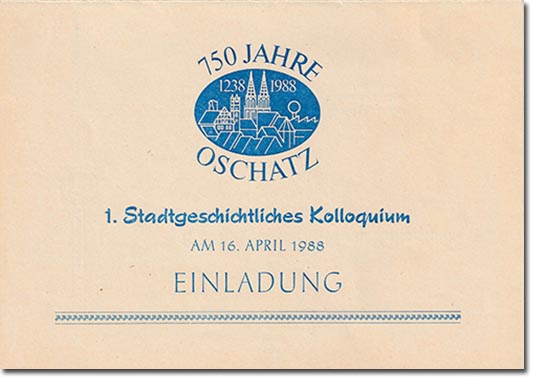 750 JAHRE
1238 1988
OSCHATZ
1. Stadtgeschichtliches Kolloquium
AM 16. APRIL 1988
EINLADUNG